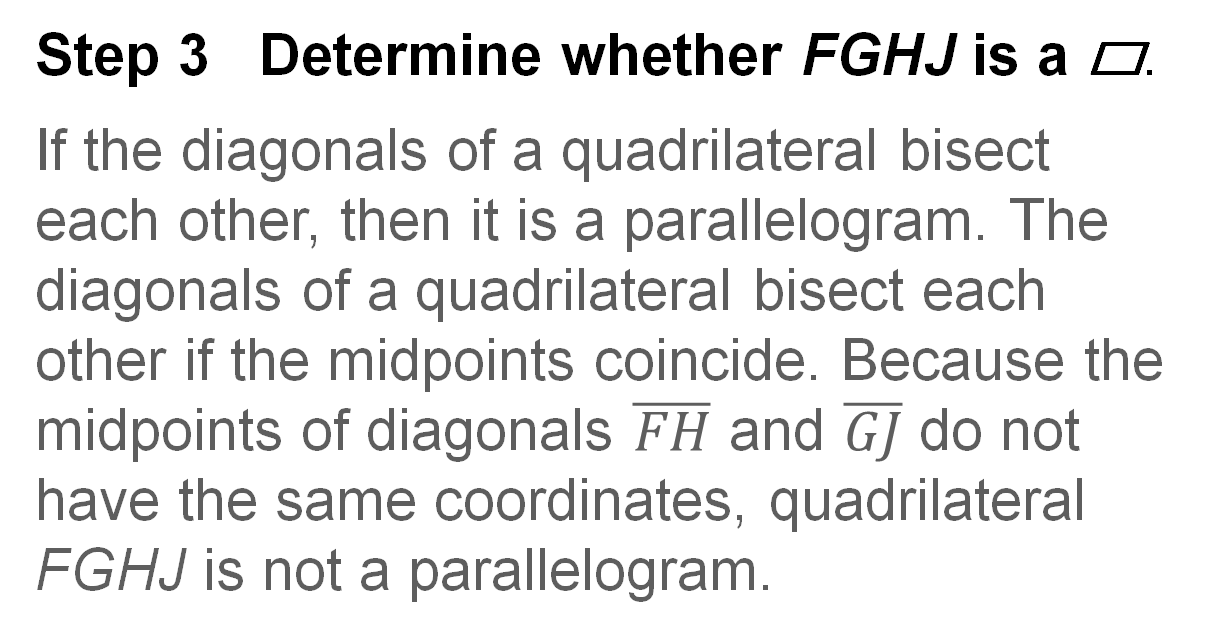 Step 3 Determine whether FGHJ is a ▱.
If the diagonals of a quadrilateral bisect
each other, then it is a parallelogram. The
diagonals of a quadrilateral bisect each
other if the midpoints coincide. Because the
midpoints of diagonals F̅H̅ and G̅J̅ do not
have the same coordinates, quadrilateral
FGHJ is not a parallelogram.